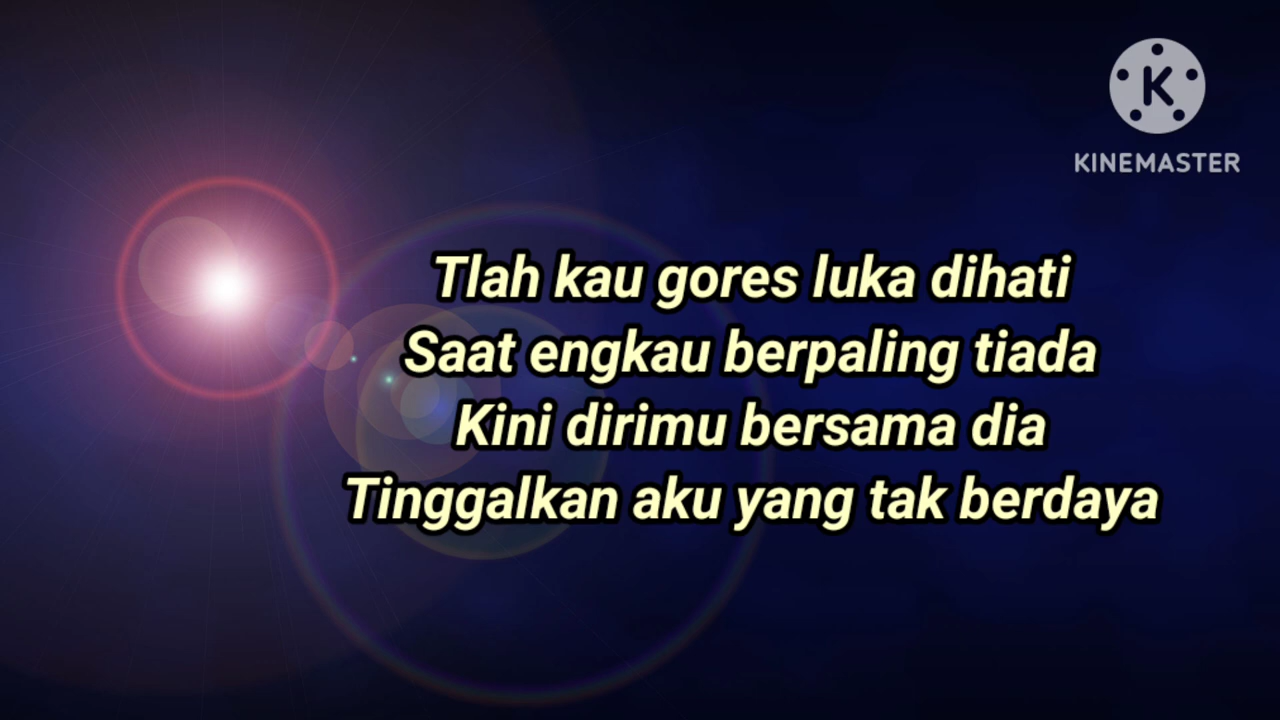 K
KINEMASTER
Tlah kau gores luka dihati
Saat engkau berpaling tiada
Kini dirimu bersama dia
Tinggalkan aku yang tak berdaya